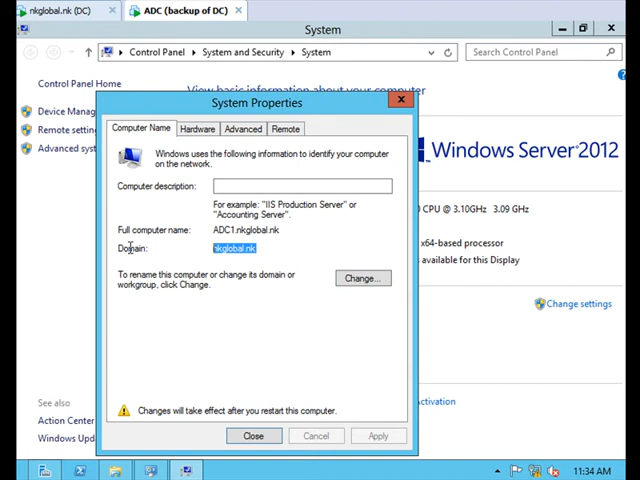 nkglobal.nk (DC)
ADC (backup of DC)
System
Control Panel
System and Security
System
Search Control Panel
Control Panel Home
View basic information about your computer
Device Manag
Remote setting
Advanced syst
System Properties
Computer Name
Hardware
Advanced
Remote
Windows uses the following information to identify your computer
on the network.
Computer description:
For example: "IIS Production Server" or
"Accounting Server".
Full computer name:
ADC1.nkglobal.nk
Domain:
nkglobal.nk
To rename this computer or change its domain or
workgroup, click Change.
Change...
Changes will take effect after you restart this computer.
Close
Cancel
Apply
Windows Server 2012
CPU @ 3.10GHz 3.09 GHz
x64-based processor
ble for this Display
Change settings
tivation
See also
Action Center
Windows Upd
11:34 AM